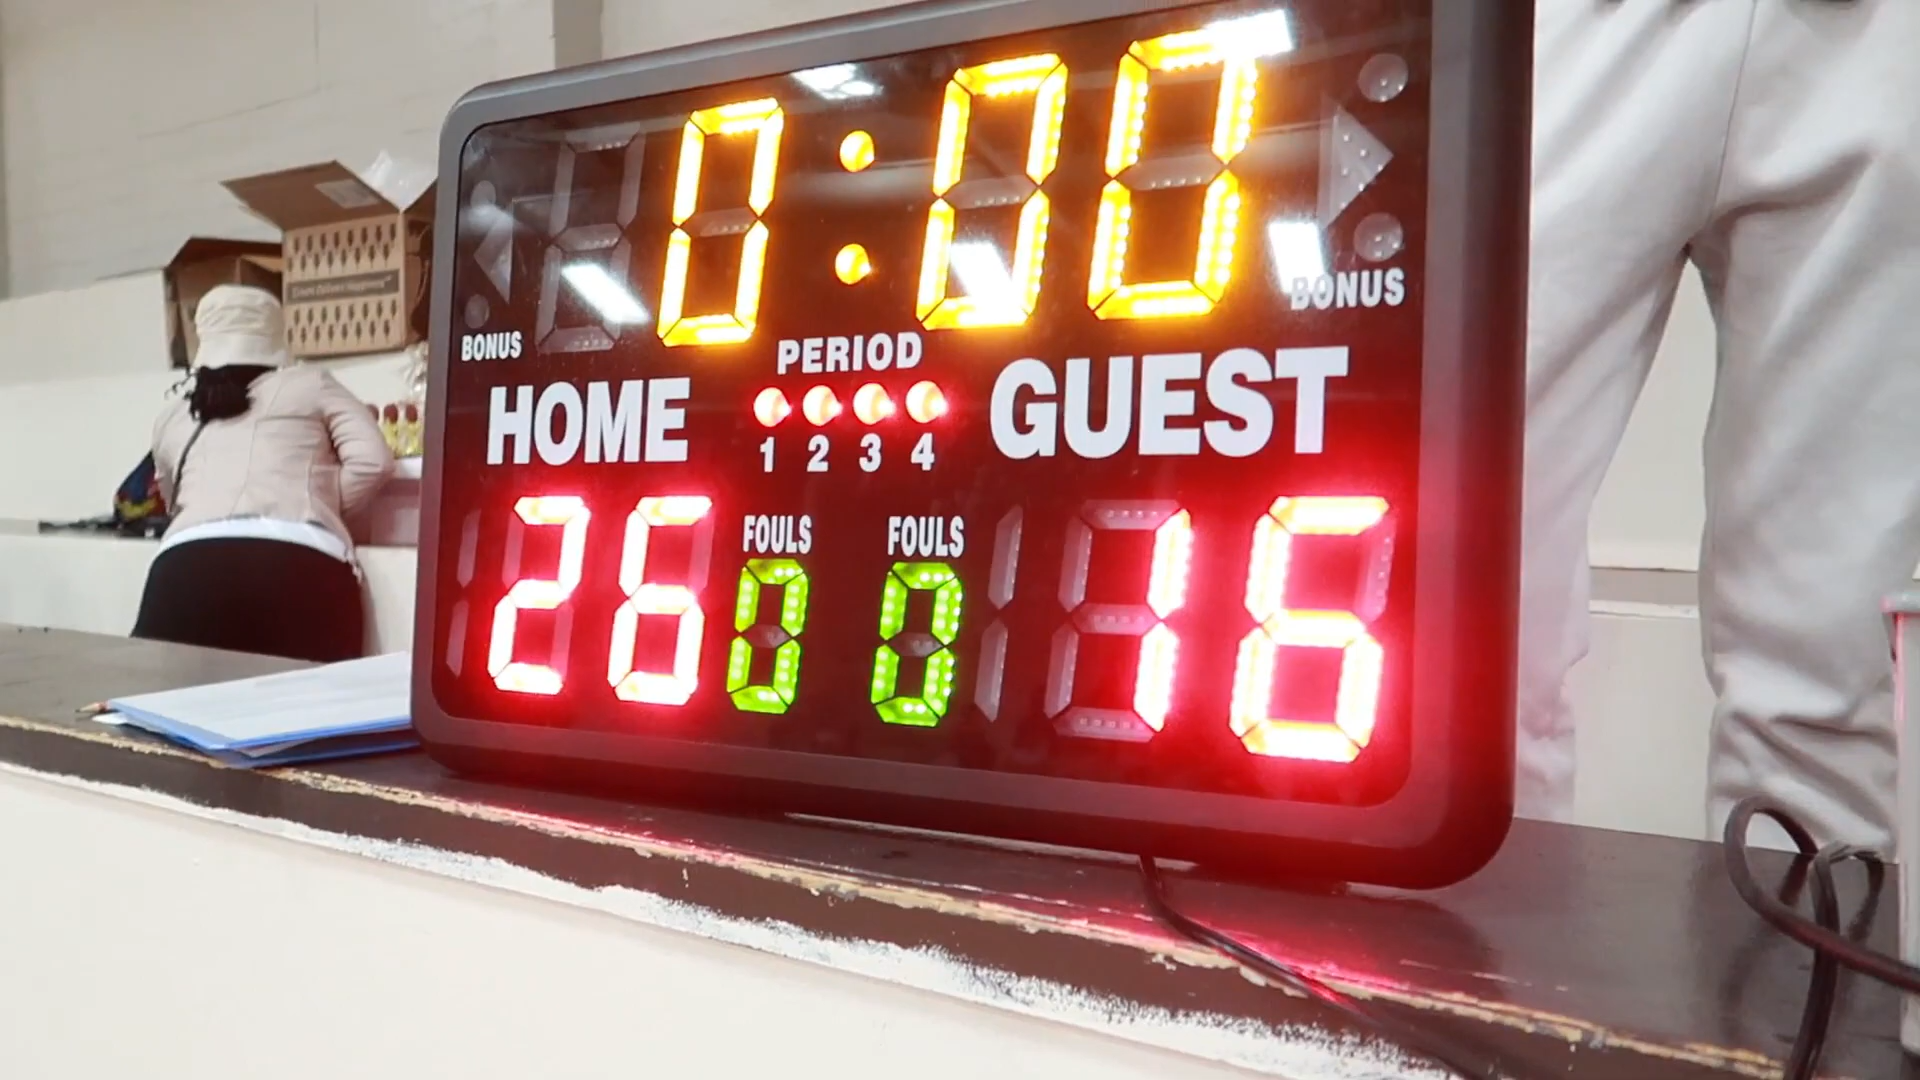 0:00
BONUS
BONUS
PERIOD
HOME
GUEST
1 2 3 4
FOULS FOULS
26 0 0 16